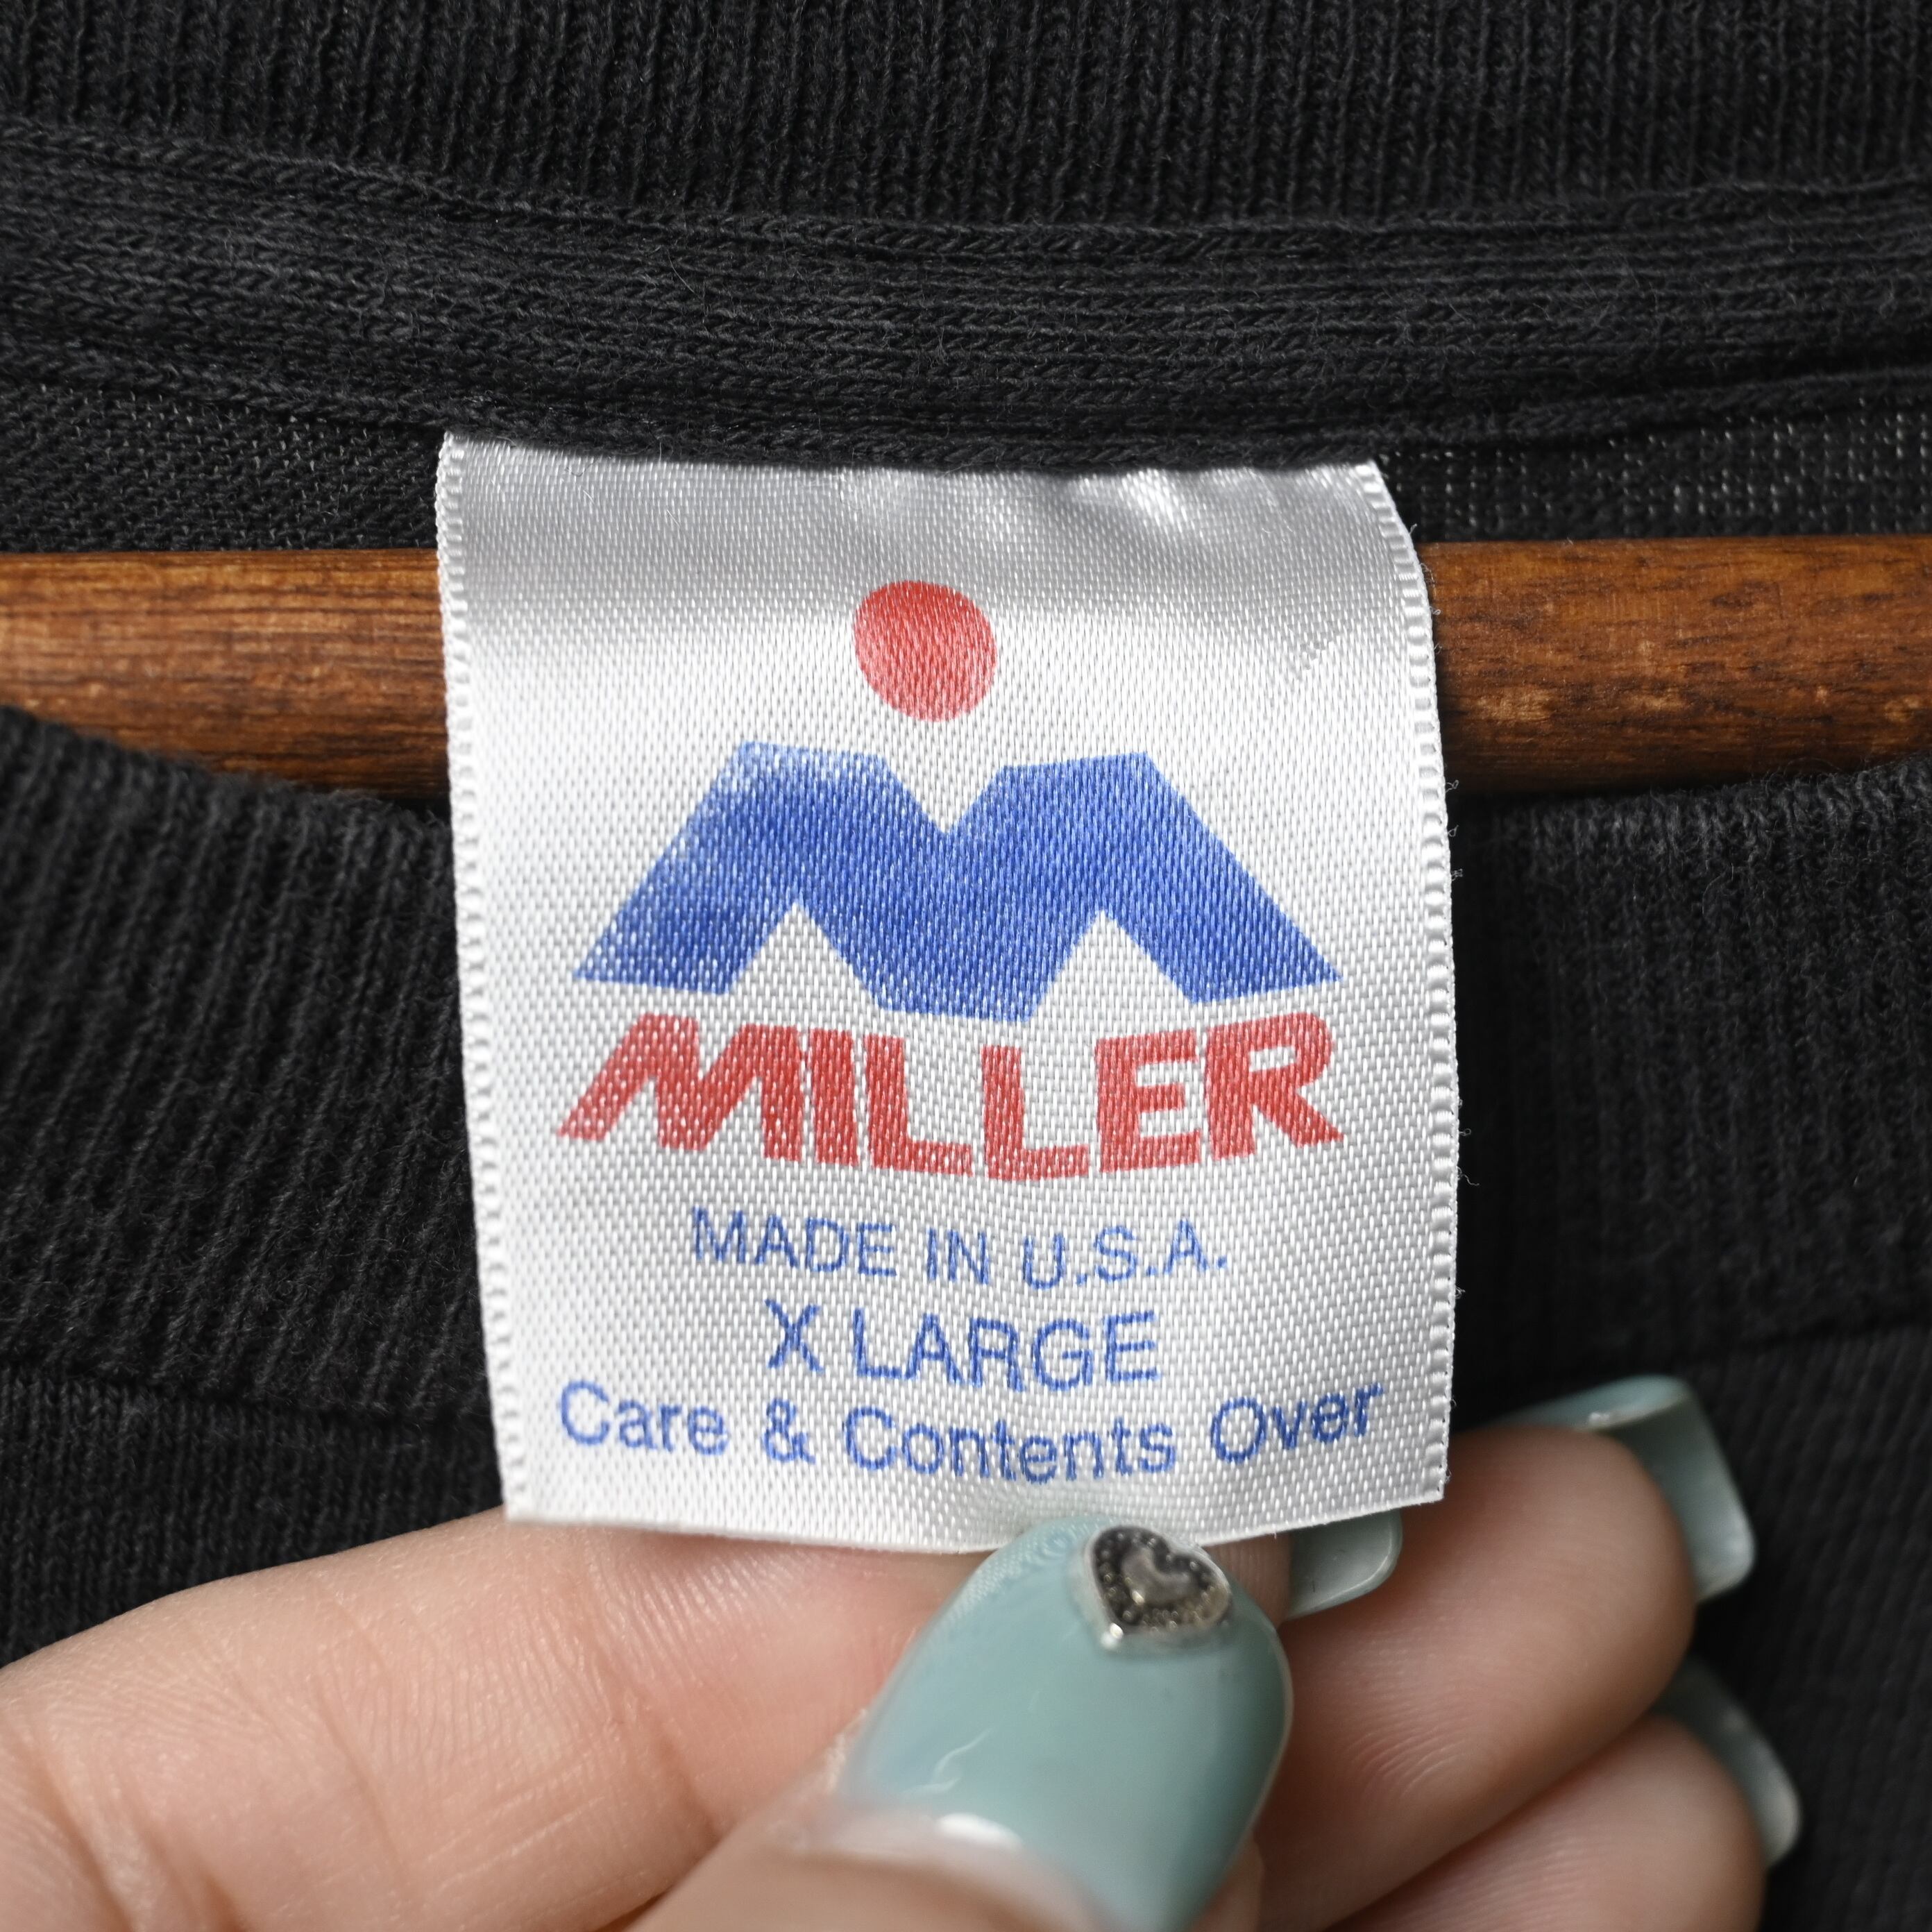 MILLER
MADE IN U.S.A.
X LARGE
Care & Contents Over